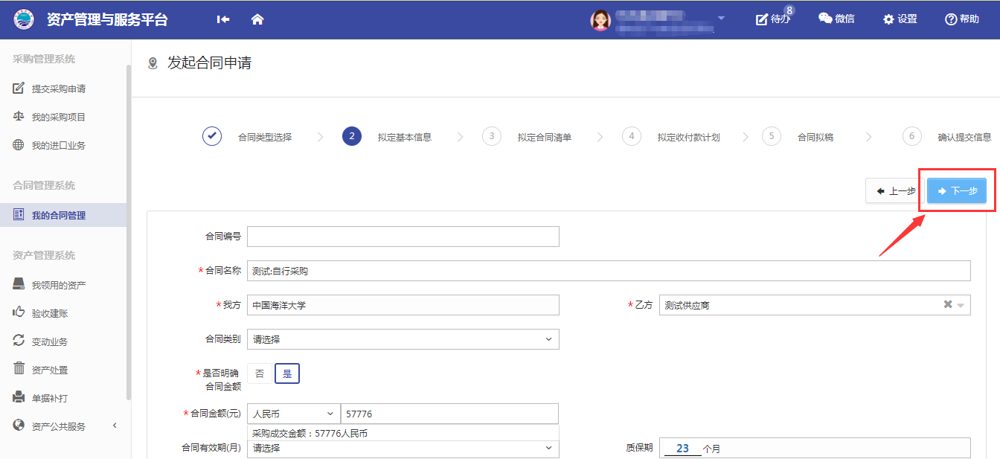 资产管理与服务平台
待办
8
微信
设置
帮助
采购管理系统
提交采购申请
我的采购项目
我的进口业务
合同管理系统
我的合同管理
资产管理系统
我领用的资产
验收建账
变动业务
资产处置
单据补打
资产公共服务
发起合同申请
合同类型选择
2 拟定基本信息
3 拟定合同清单
4 拟定收付款计划
5 合同拟稿
6 确认提交信息
上一步
下一步
合同编号
*合同名称 测试:自行采购
*我方 中国海洋大学
*乙方 测试供应商
合同类别 请选择
*是否明确
合同金额
否 是
*合同金额(元) 人民币 57776
采购成交金额：57776人民币
合同有效期(月) 请选择
质保期 23 个月